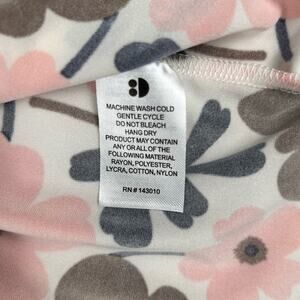 MACHINE WASH COLD
GENTLE CYCLE
DO NOT BLEACH
HANG DRY
PRODUCT MAY CONTAIN
ANY OR ALL OF THE
FOLLOWING MATERIAL
RAYON, POLYESTER,
LYCRA, COTTON, NYLON
RN # 143010